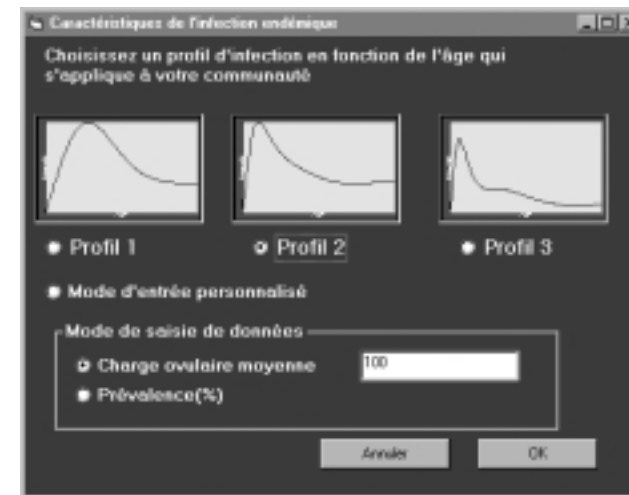 Caractéristiques de l'infection endémique
Choisissez un profil d'infection en fonction de l'âge qui
s'applique à votre communauté
Profil 1
Profil 2
Profil 3
Mode d'entrée personnalisé
Mode de saisie de données
Charge ovulaire moyenne
100
Prévalence(%)
Annuler
OK